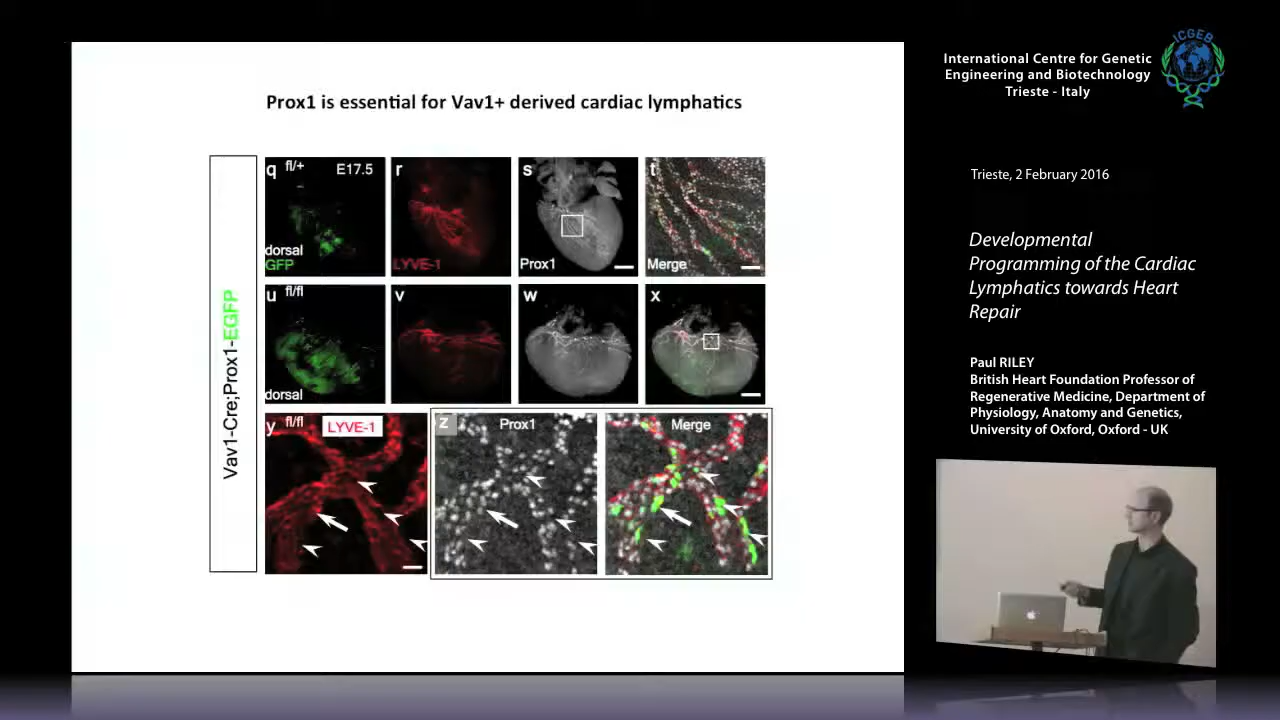 Prox1 is essential for Vav1+ derived cardiac lymphatics
Vav1-Cre;Prox1-EGFP
q fl/+ E17.5
dorsal
GFP
r
LYVE-1
s
Prox1
t
Merge
u fl/fl
dorsal
v
w
x
y fl/fl LYVE-1
z Prox1
Merge
ICGEB
International Centre for Genetic
Engineering and Biotechnology
Trieste - Italy
Trieste, 2 February 2016
Developmental
Programming of the Cardiac
Lymphatics towards Heart
Repair
Paul RILEY
British Heart Foundation Professor of
Regenerative Medicine, Department of
Physiology, Anatomy and Genetics,
University of Oxford, Oxford - UK